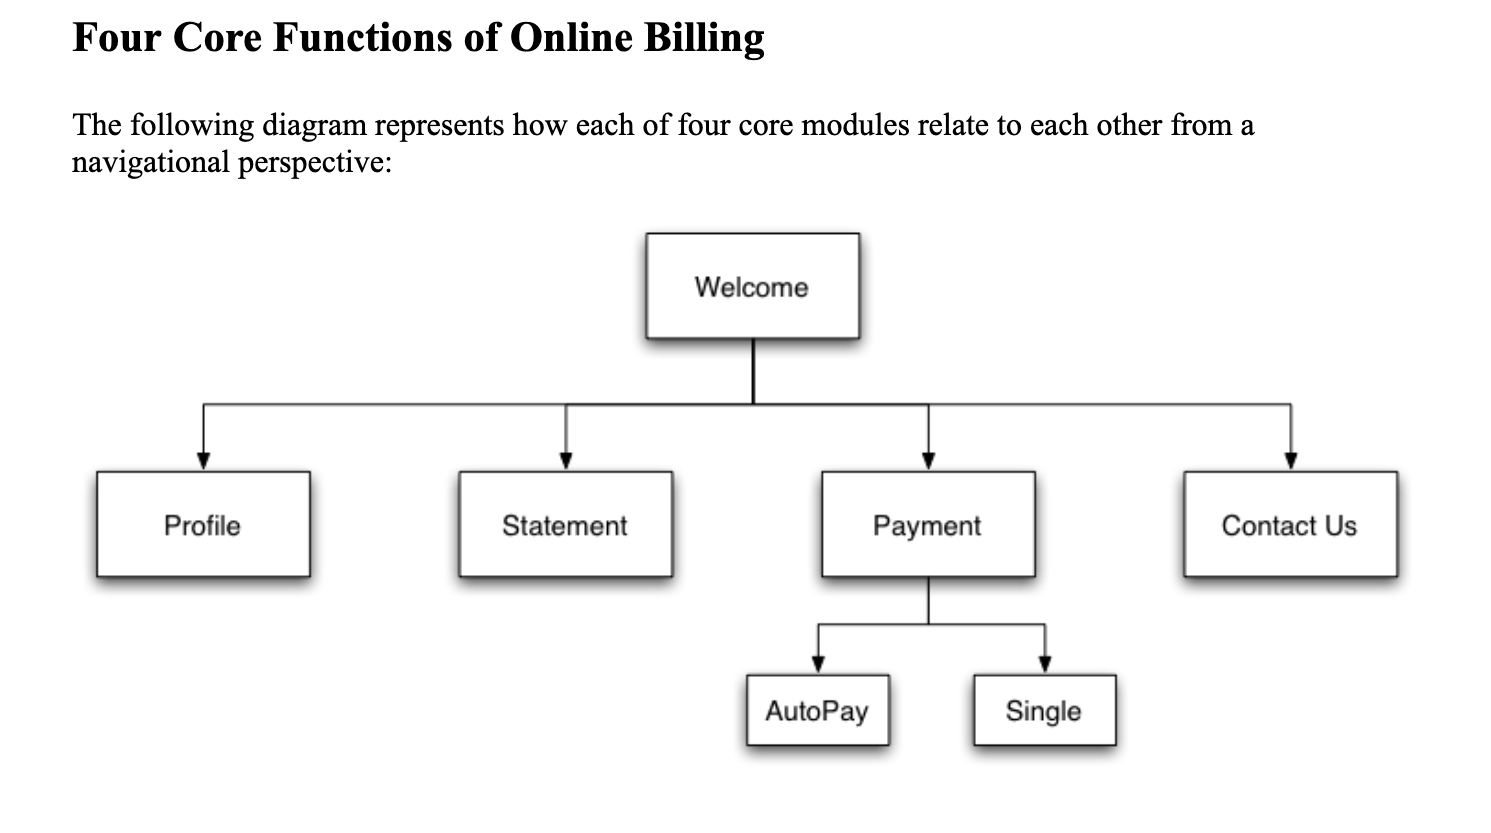 Four Core Functions of Online Billing
The following diagram represents how each of four core modules relate to each other from a
navigational perspective:
Welcome
Profile
Statement
Payment
Contact Us
AutoPay
Single